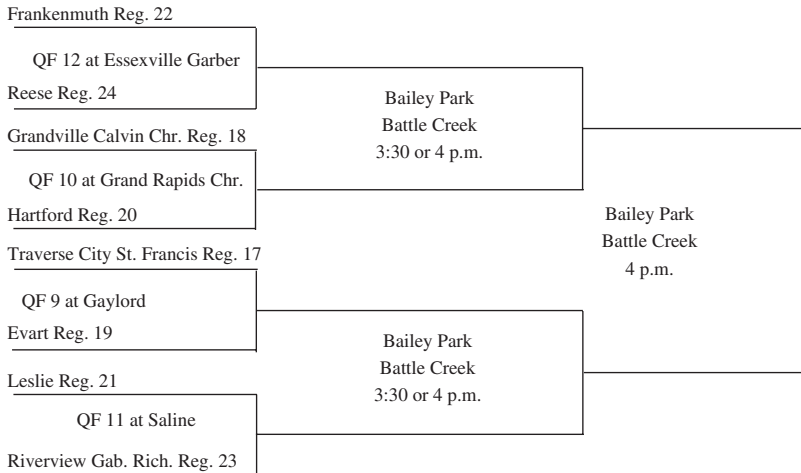 Frankenmuth Reg. 22
QF 12 at Essexville Garber
Reese Reg. 24
Bailey Park
Battle Creek
3:30 or 4 p.m.
Grandville Calvin Chr. Reg. 18
QF 10 at Grand Rapids Chr.
Hartford Reg. 20
Bailey Park
Battle Creek
4 p.m.
Traverse City St. Francis Reg. 17
QF 9 at Gaylord
Evart Reg. 19
Bailey Park
Battle Creek
3:30 or 4 p.m.
Leslie Reg. 21
QF 11 at Saline
Riverview Gab. Rich. Reg. 23